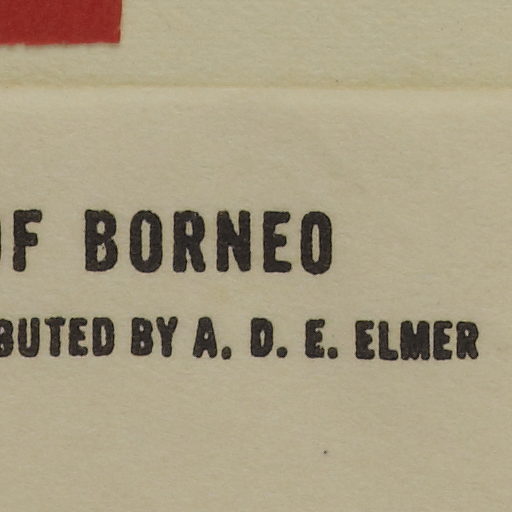 OF BORNEO
BUTED BY A. D. E. ELMER